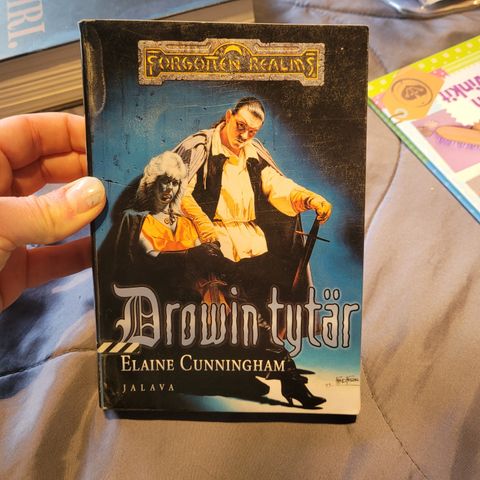 FORGOTTEN REALMS
Drowin tytär
ELAINE CUNNINGHAM
JALAVA